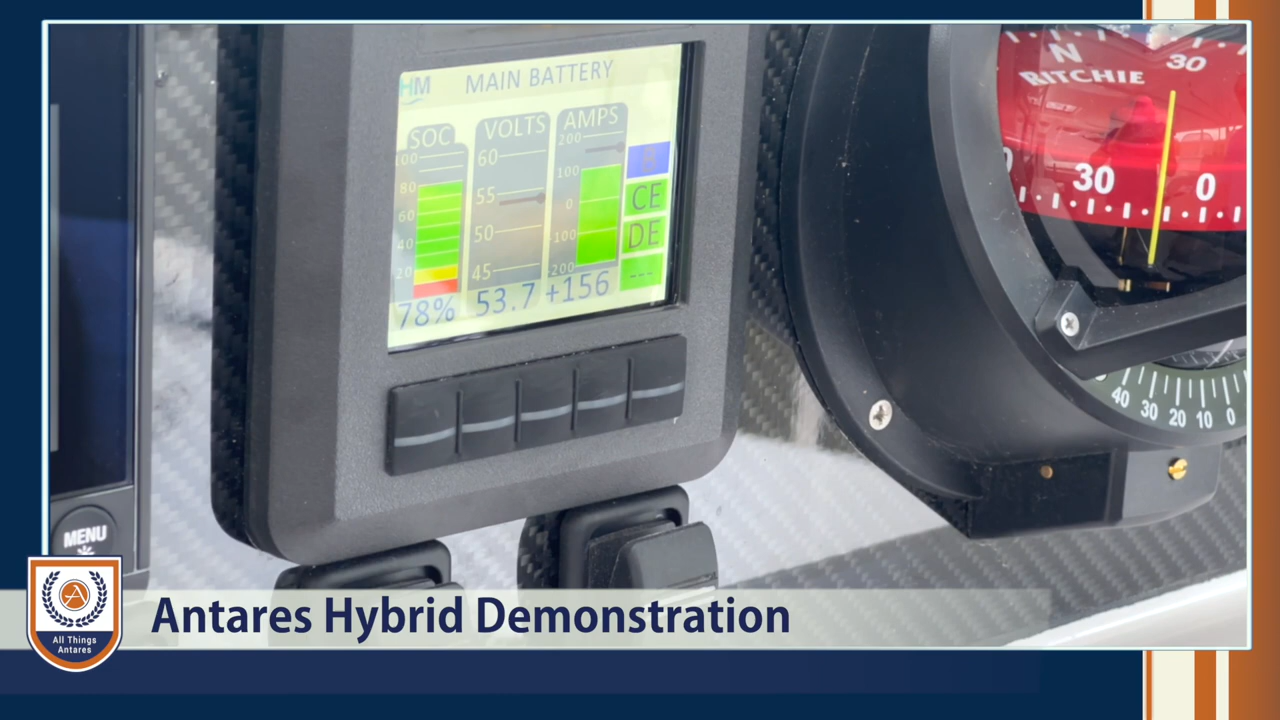 HM MAIN BATTERY
SOC VOLTS AMPS
100
80
60
40
20
60
55
50
45
200
100
0
-100
-200
CE
DE
---
78% 53.7 +156
MENU
N 30
RITCHIE
30 0
40 30 20 10 0
Antares Hybrid Demonstration
All Things
Antares